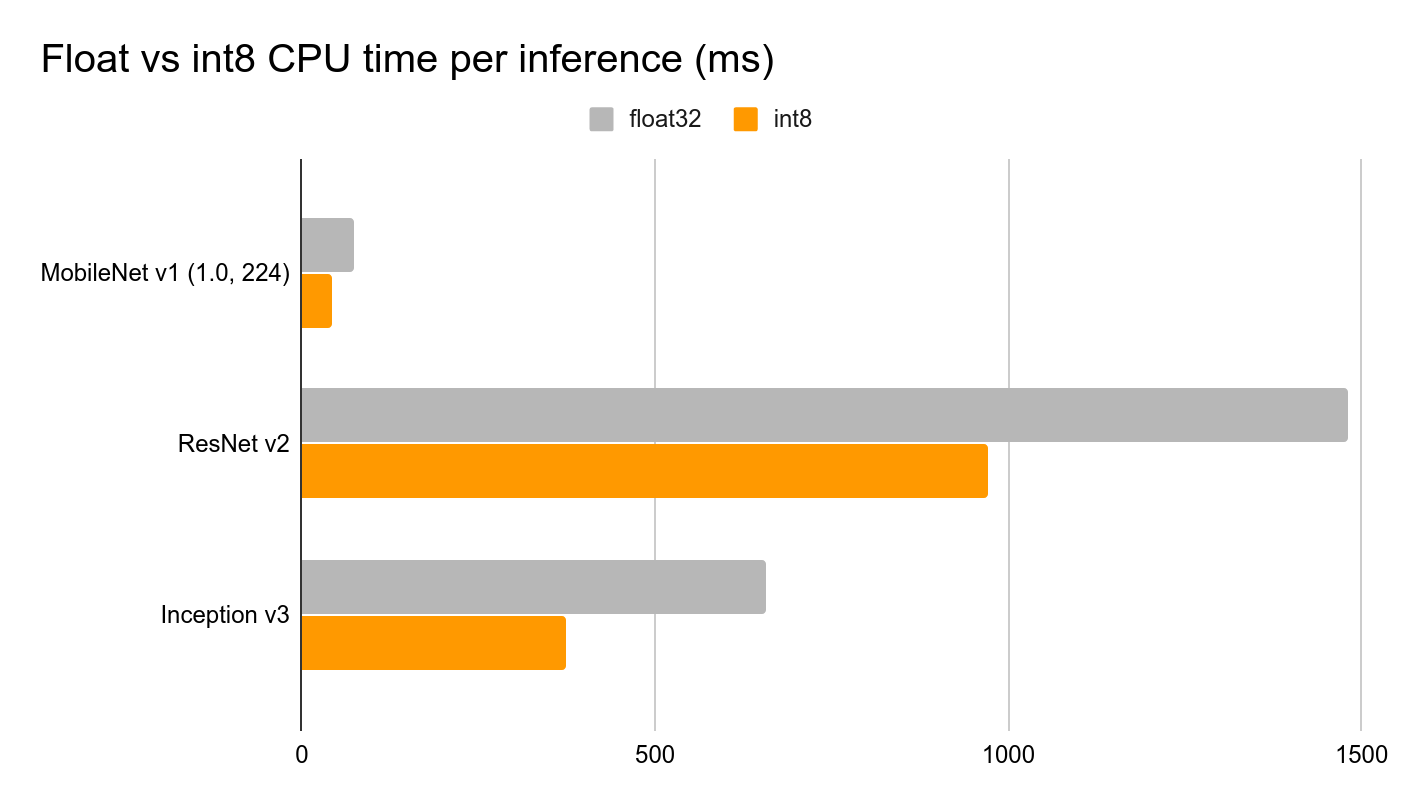 Float vs int8 CPU time per inference (ms)
float32 int8
MobileNet v1 (1.0, 224)
ResNet v2
Inception v3
0 500 1000 1500